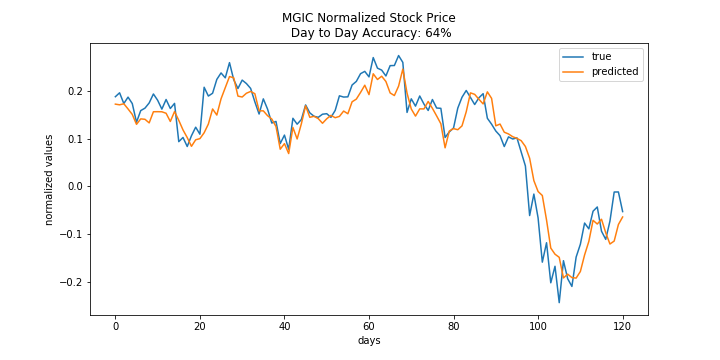 MGIC Normalized Stock Price
Day to Day Accuracy: 64%
true
predicted
normalized values
0.2
0.1
0.0
−0.1
−0.2
0 20 40 60 80 100 120
days